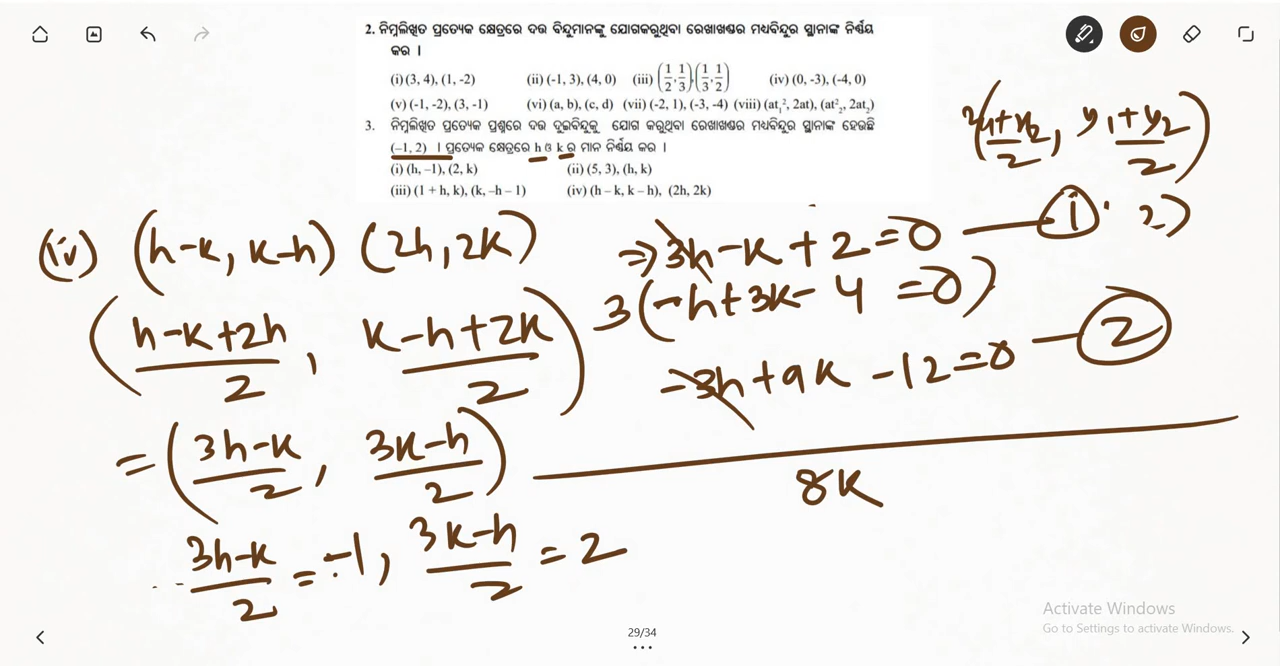 2. ନିମ୍ନଲିଖିତ ପ୍ରତ୍ୟେକ କ୍ଷେତ୍ରରେ ଦତ୍ତ ବିନ୍ଦୁମାନଙ୍କୁ ଯୋଗକରୁଥିବା ରେଖାଖଣ୍ଡର ମଧ୍ୟବିନ୍ଦୁର ସ୍ଥାନାଙ୍କ ନିର୍ଣ୍ଣୟ
କର ।
(i) (3, 4), (1, -2) (ii) (-1, 3), (4, 0) (iii) (1/2, 1/3), (1/3, 1/2) (iv) (0, -3), (-4, 0)
(v) (-1, -2), (3, -1) (vi) (a, b), (c, d) (vii) (-2, 1), (-3, -4) (viii) (at₁², 2at), (at²₂, 2at₂)
3. ନିମ୍ନଲିଖିତ ପ୍ରତ୍ୟେକ ପ୍ରଶ୍ନରେ ଦତ୍ତ ଦୁଇବିନ୍ଦୁକୁ ଯୋଗ କରୁଥିବା ରେଖାଖଣ୍ଡର ମଧ୍ୟବିନ୍ଦୁର ସ୍ଥାନାଙ୍କ ହେଉଛି
(–1, 2) । ପ୍ରତ୍ୟେକ କ୍ଷେତ୍ରରେ h ଓ k ର ମାନ ନିର୍ଣ୍ଣୟ କର ।
(i) (h, –1), (2, k) (ii) (5, 3), (h, k)
(iii) (1 + h, k), (k, –h – 1) (iv) (h – k, k – h), (2h, 2k)
(x₁+x₂/2, y₁+y₂/2)
2)
(iv) (h-k, k-h) (2h, 2k)
(h-k+2h/2, k-h+2k/2)
= (3h-k/2, 3k-h/2)
3h-k/2 = -1, 3k-h/2 = 2
⇒ 3h-k+2=0 — 1
3(-h+3k-4=0)
-3h+9k-12=0 — 2
8k
Activate Windows
Go to Settings to activate Windows.
29/34